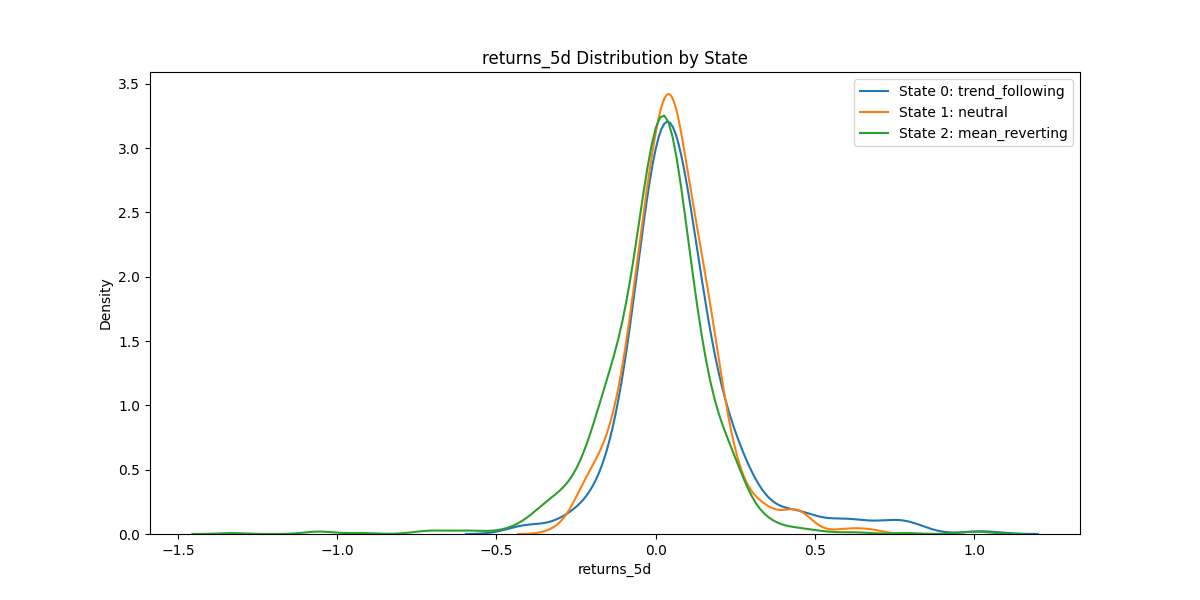 returns_5d Distribution by State
State 0: trend_following
State 1: neutral
State 2: mean_reverting
Density
3.5
3.0
2.5
2.0
1.5
1.0
0.5
0.0
−1.5 −1.0 −0.5 0.0 0.5 1.0
returns_5d